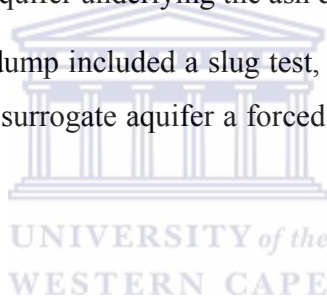 aquifer underlying the ash
lump included a slug test,
surrogate aquifer a forced
UNIVERSITY of the
WESTERN CAPE